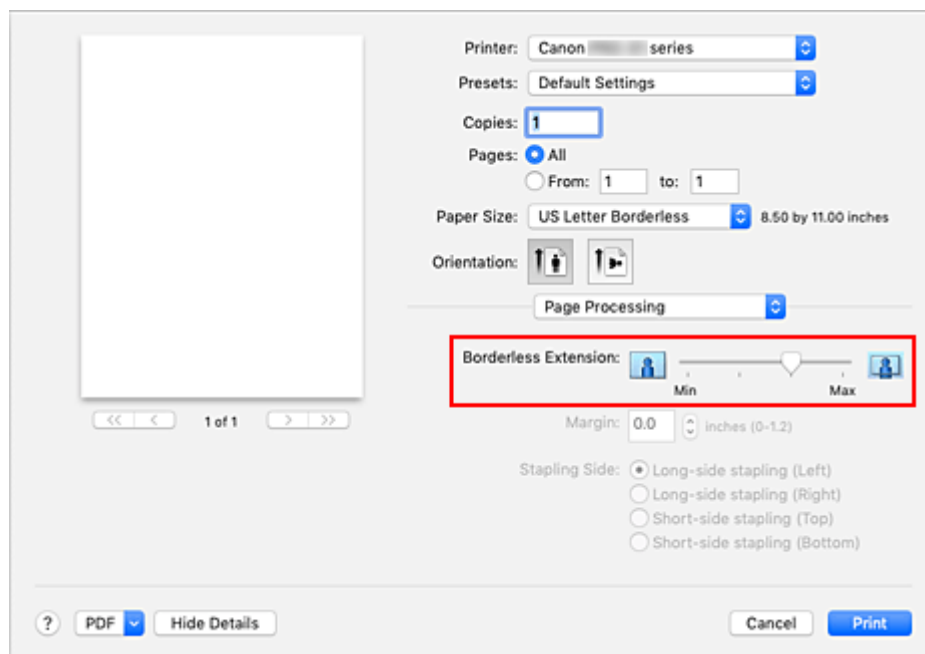 Printer: Canon series
Presets: Default Settings
Copies: 1
Pages: All
From: 1 to: 1
Paper Size: US Letter Borderless 8.50 by 11.00 inches
Orientation:
Page Processing
Borderless Extension:
Min Max
<< < 1 of 1 > >>
Margin: 0.0 inches (0-1.2)
Stapling Side: Long-side stapling (Left)
Long-side stapling (Right)
Short-side stapling (Top)
Short-side stapling (Bottom)
? PDF Hide Details Cancel Print